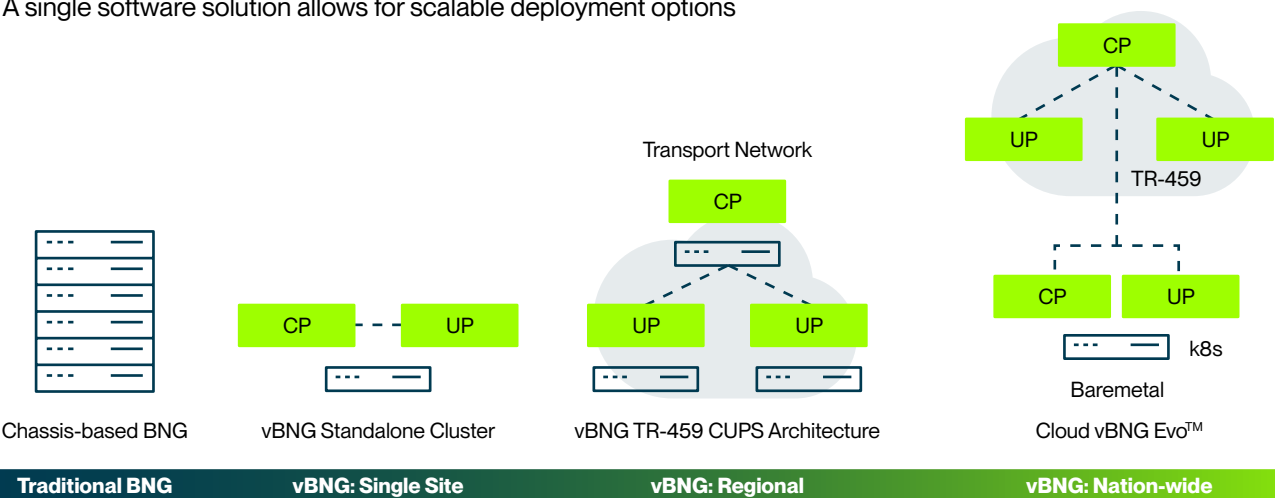 A single software solution allows for scalable deployment options
CP
UP
UP
TR-459
CP
UP
k8s
Baremetal
Transport Network
CP
UP
UP
CP
UP
Chassis-based BNG
vBNG Standalone Cluster
vBNG TR-459 CUPS Architecture
Cloud vBNG Evo™
Traditional BNG
vBNG: Single Site
vBNG: Regional
vBNG: Nation-wide